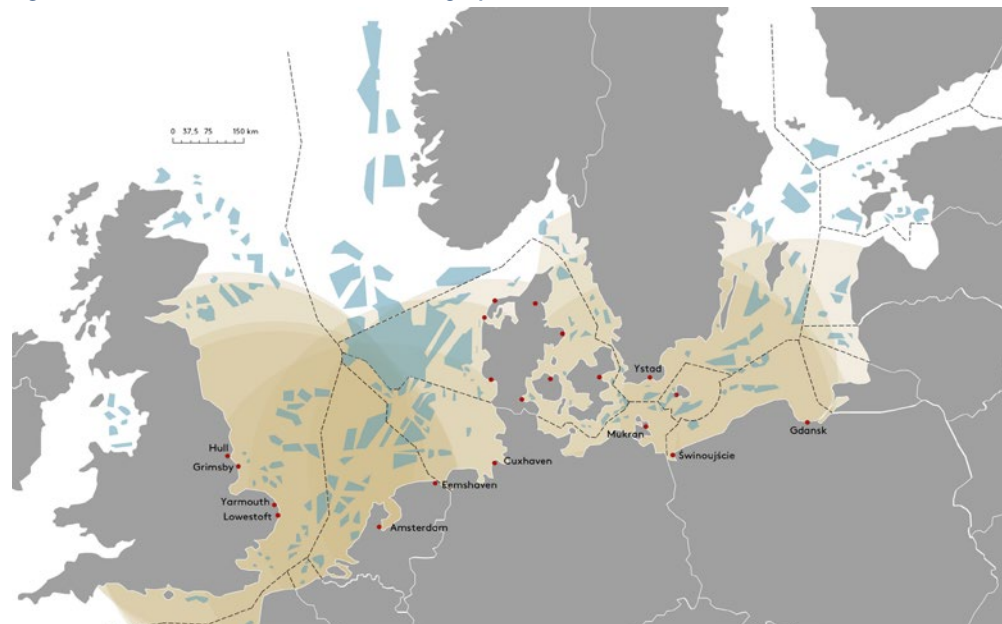 0 37,5 75 150 km
Ystad
Mukran
Gdansk
Świnoujście
Hull
Grimsby
Cuxhaven
Eemshaven
Yarmouth
Lowestoft
Amsterdam